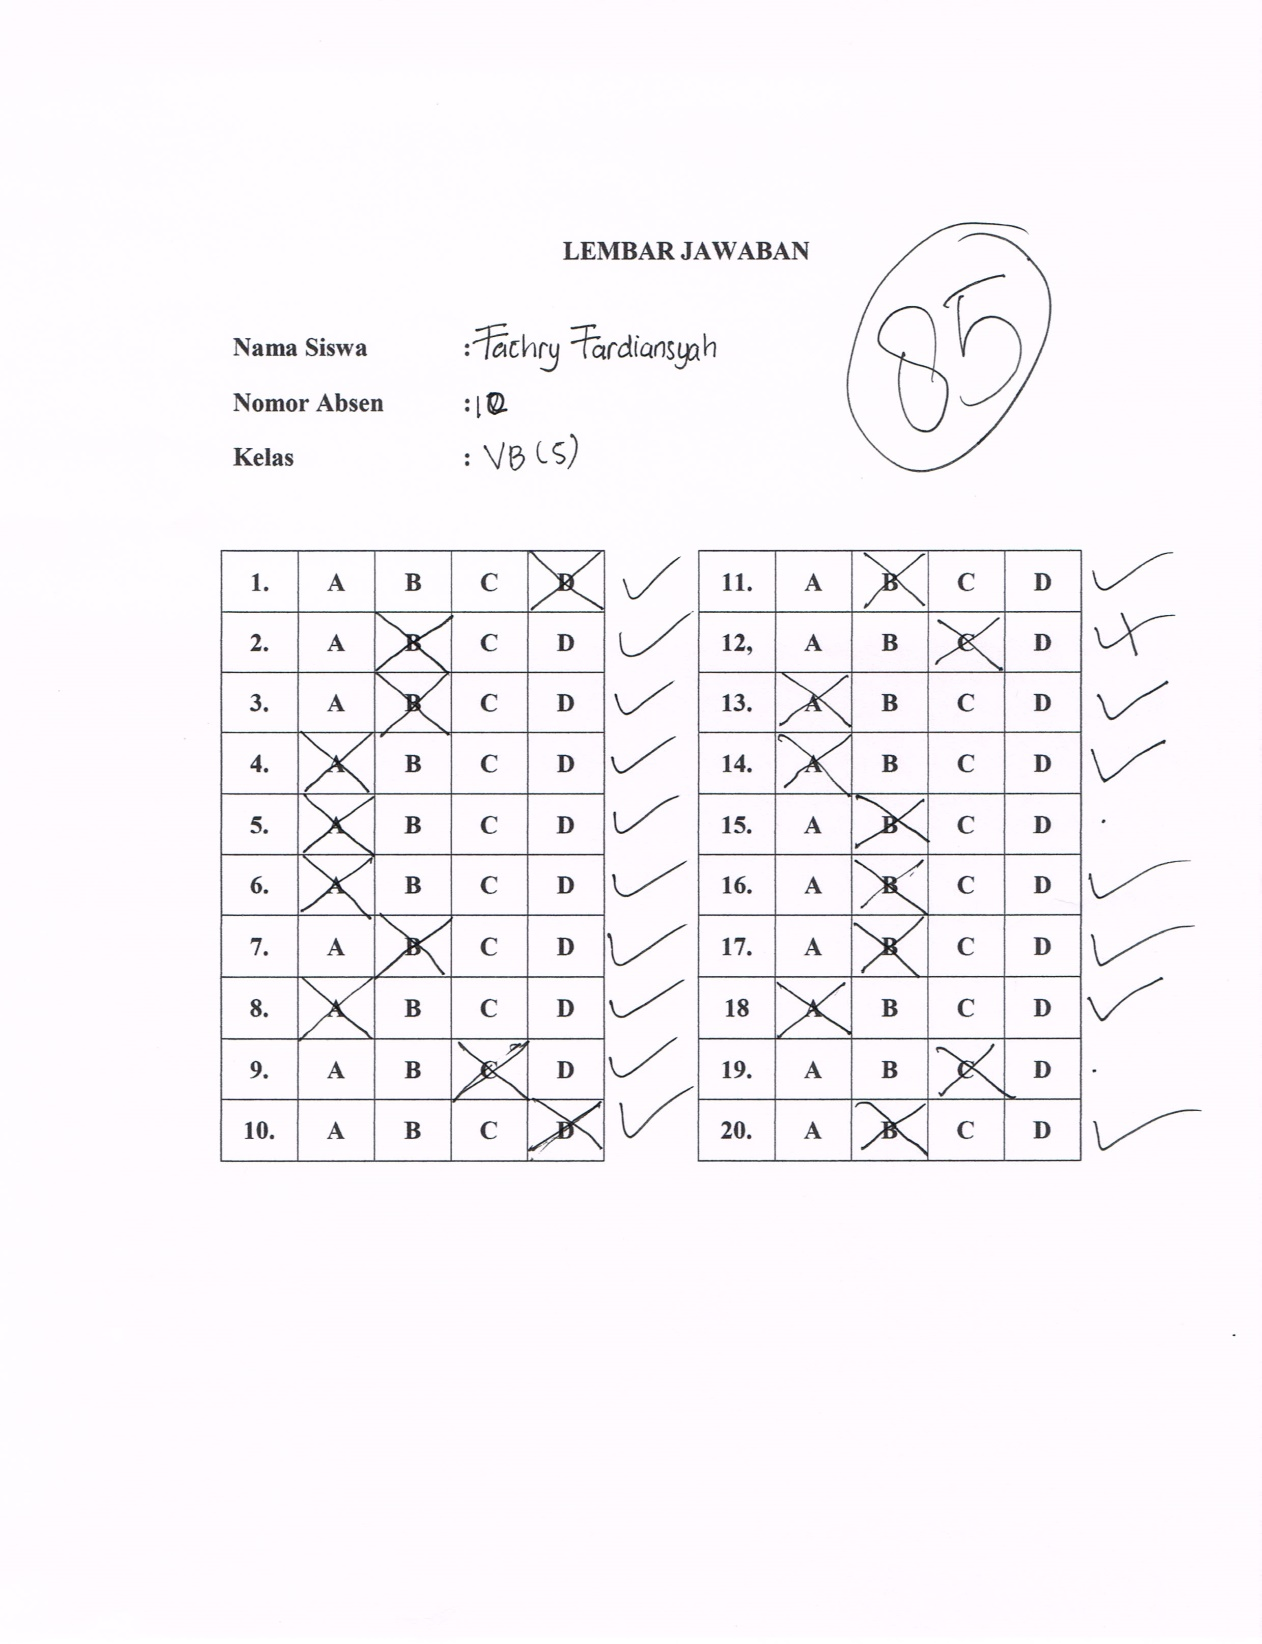 LEMBAR JAWABAN
85
Nama Siswa : Fachry Fardiansyah
Nomor Absen :
Kelas : VB (5)
1. A B C D
2. A B C D
3. A B C D
4. A B C D
5. A B C D
6. A B C D
7. A B C D
8. A B C D
9. A B C D
10. A B C D
11. A B C D
12, A B C D
13. A B C D
14. A B C D
15. A B C D
16. A B C D
17. A B C D
18 A B C D
19. A B C D
20. A B C D